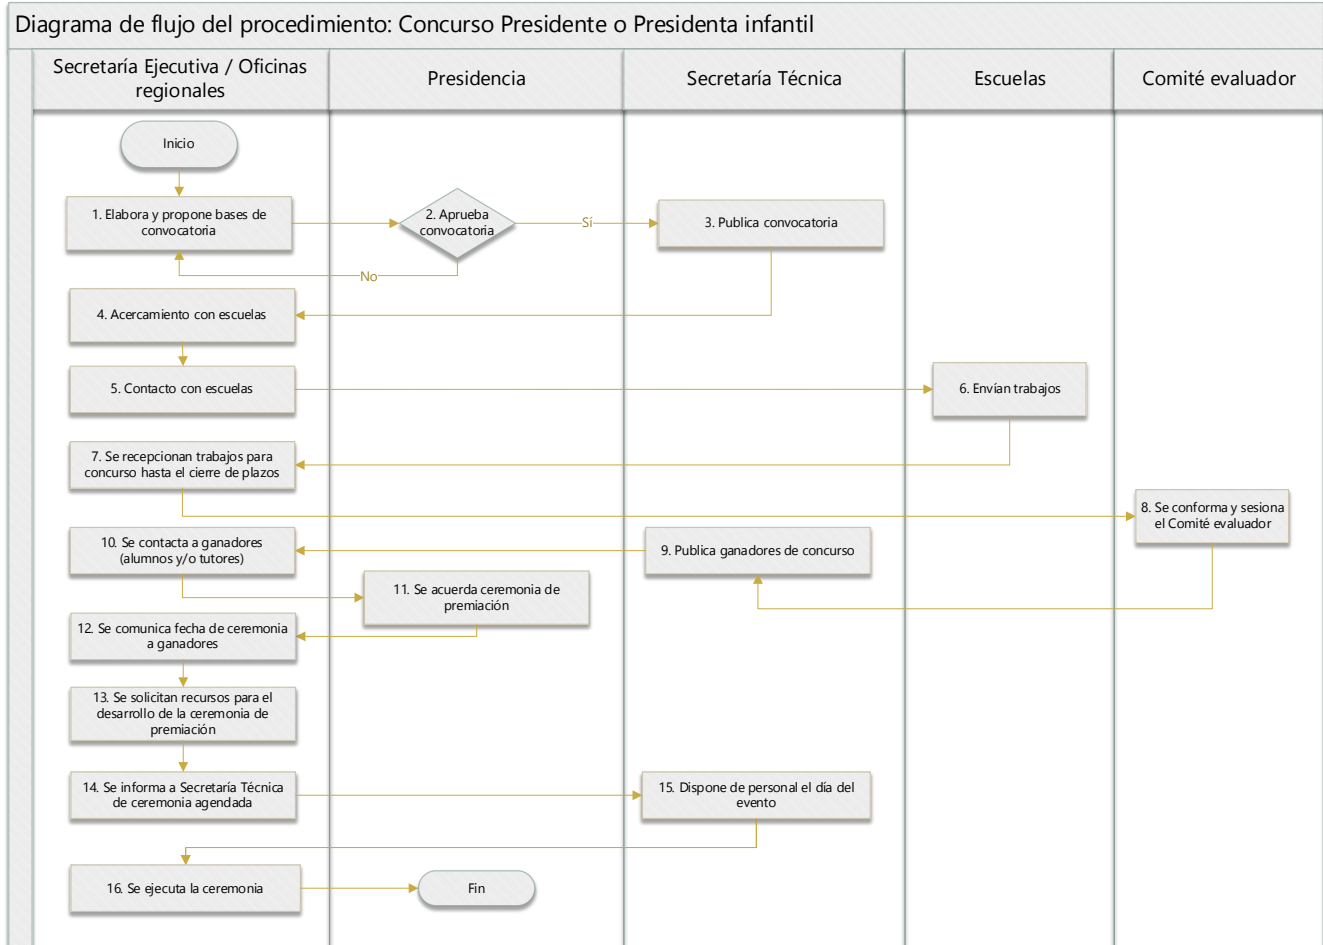 Diagrama de flujo del procedimiento: Concurso Presidente o Presidenta infantil
Secretaría Ejecutiva / Oficinas
regionales
Presidencia
Secretaría Técnica
Escuelas
Comité evaluador
Inicio
1. Elabora y propone bases de
convocatoria
2. Aprueba
convocatoria
Sí
3. Publica convocatoria
No
4. Acercamiento con escuelas
5. Contacto con escuelas
6. Envían trabajos
7. Se recepcionan trabajos para
concurso hasta el cierre de plazos
8. Se conforma y sesiona
el Comité evaluador
10. Se contacta a ganadores
(alumnos y/o tutores)
9. Publica ganadores de concurso
11. Se acuerda ceremonia de
premiación
12. Se comunica fecha de ceremonia
a ganadores
13. Se solicitan recursos para el
desarrollo de la ceremonia de
premiación
14. Se informa a Secretaría Técnica
de ceremonia agendada
15. Dispone de personal el día del
evento
16. Se ejecuta la ceremonia
Fin